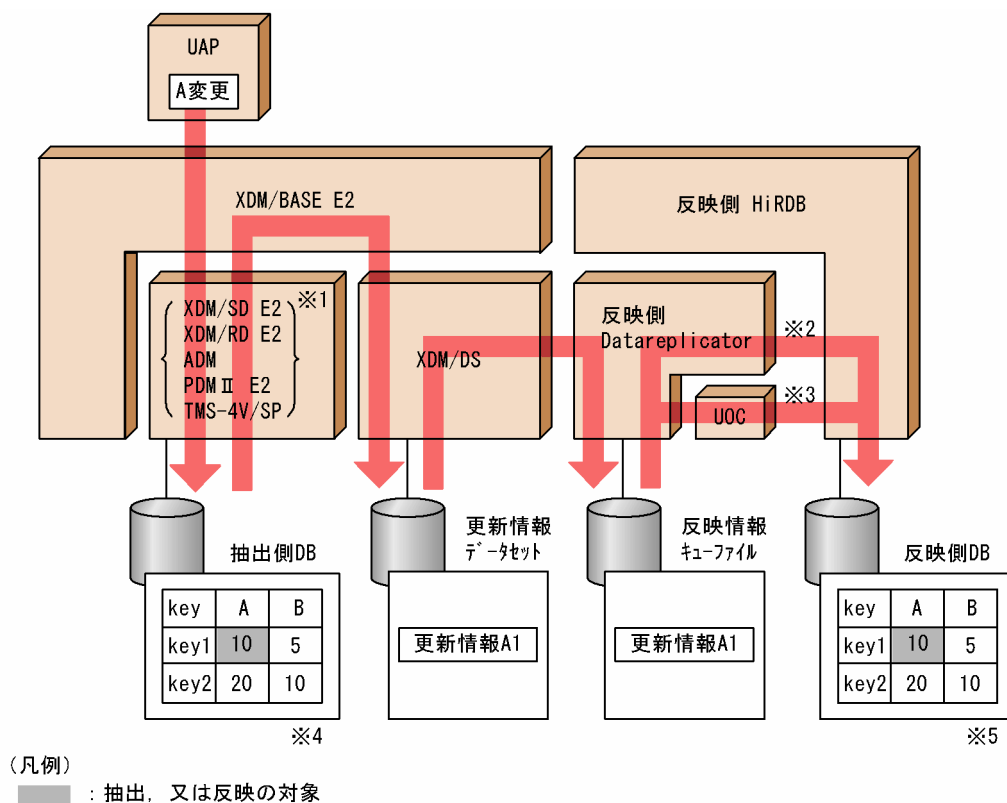 UAP
A変更
XDM/BASE E2
反映側 HiRDB
XDM/SD E2
XDM/RD E2
ADM
PDMⅡ E2
TMS-4V/SP
※1
XDM/DS
反映側
Datareplicator
※2
UOC
※3
抽出側DB
更新情報
ﾃﾞｰﾀｾｯﾄ
反映情報
ｷｭｰﾌｧｲﾙ
反映側DB
key A B
key1 10 5
key2 20 10
※4
更新情報A1
更新情報A1
key A B
key1 10 5
key2 20 10
※5
(凡例)
：抽出，又は反映の対象